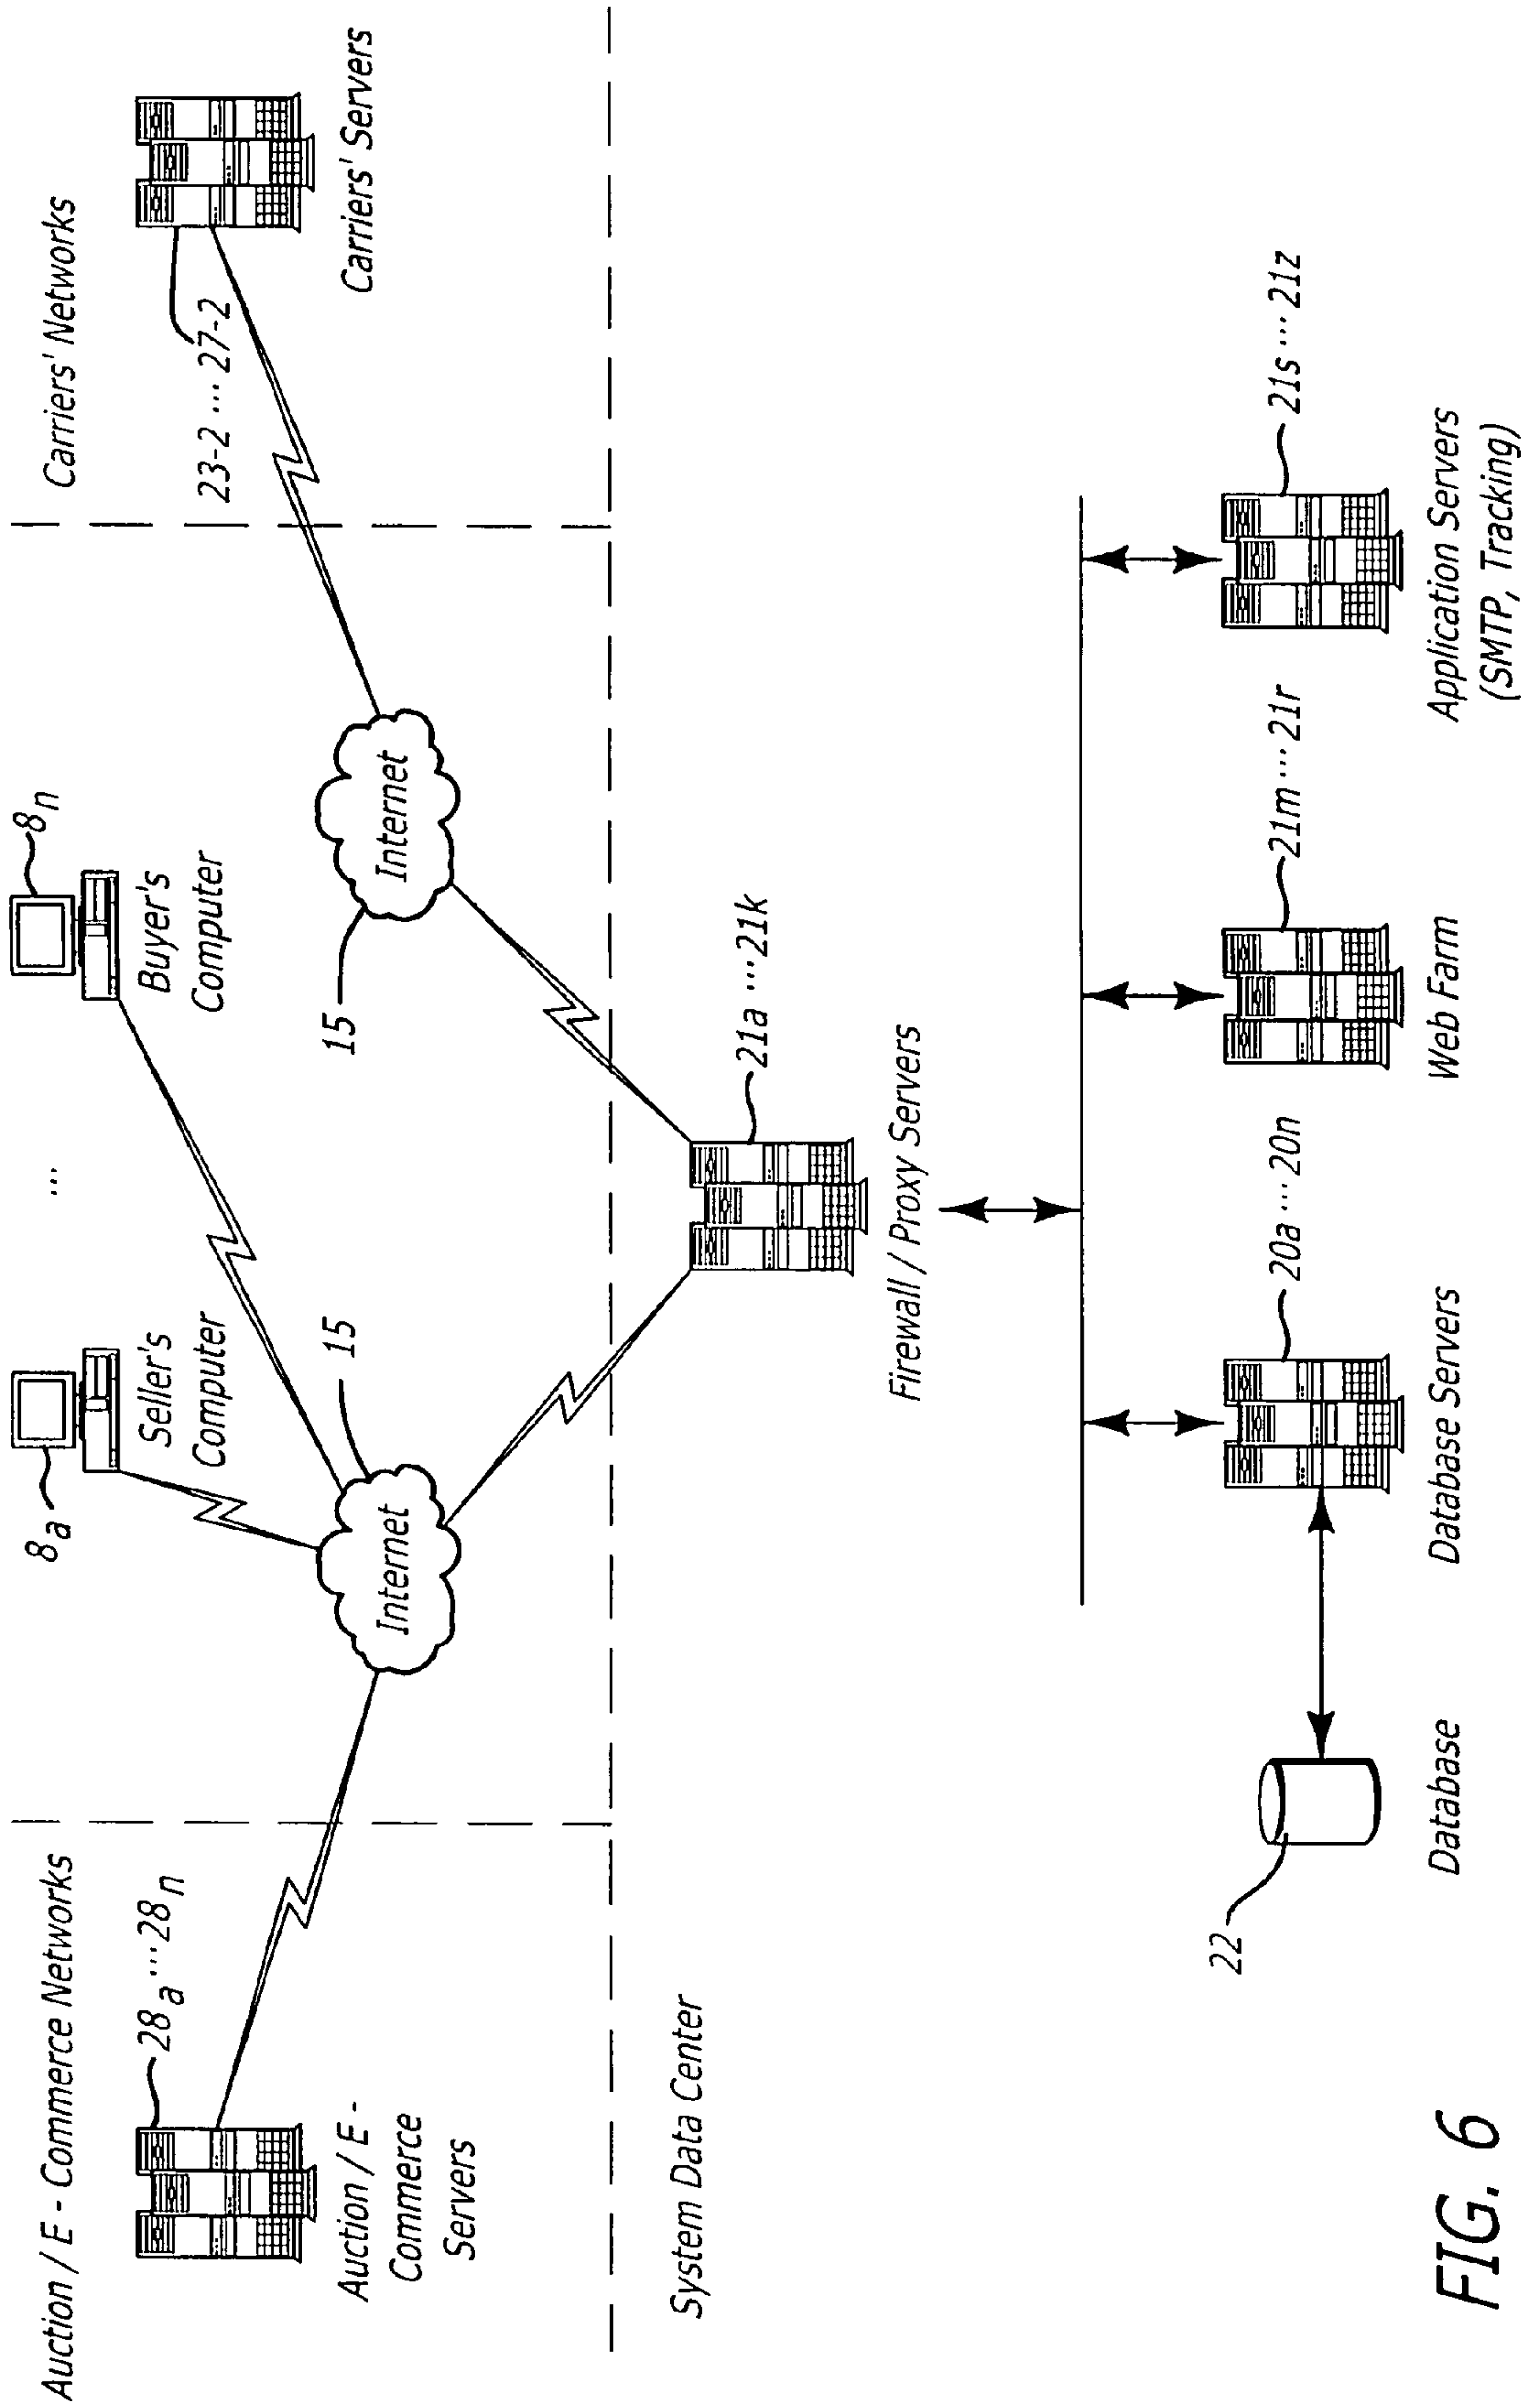 Auction / E - Commerce Networks
Carriers' Networks
8a
...
8n
28a ... 28n
Seller's
Computer
Buyer's
Computer
23-2 ... 27-2
Auction / E -
Commerce
Servers
15
15
Carriers' Servers
Internet
Internet
System Data Center
21a ... 21k
Firewall / Proxy Servers
22
20a ... 20n
21m ... 21r
21s ... 21z
Database
Database Servers
Web Farm
Application Servers
(SMTP, Tracking)
FIG. 6